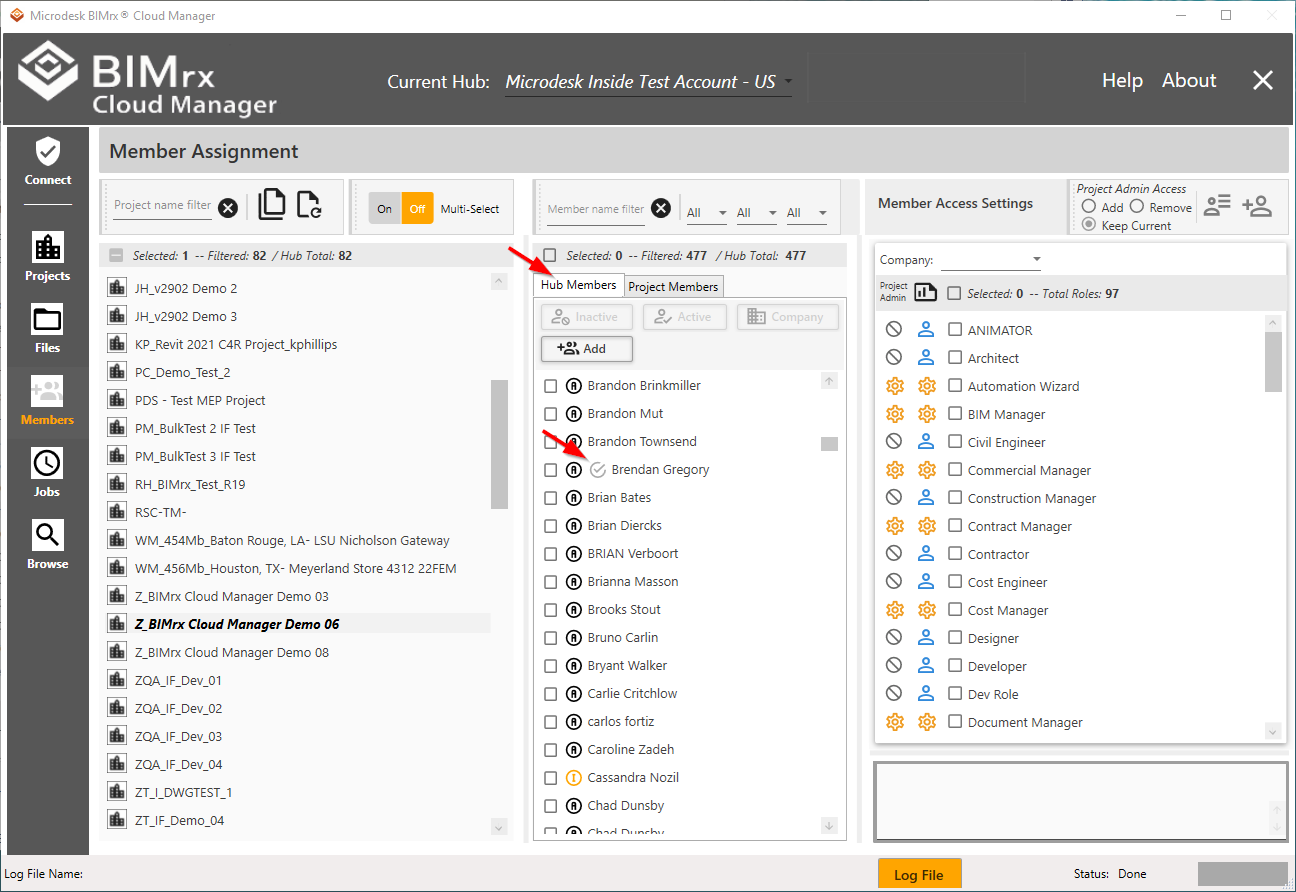 Microdesk BIMrx® Cloud Manager
BIMrx
Cloud Manager
Current Hub: Microdesk Inside Test Account - US
Help About
Connect
Projects
Files
Members
Jobs
Browse
Member Assignment
Project name filter
On Off Multi-Select
Selected: 1 -- Filtered: 82 / Hub Total: 82
JH_v2902 Demo 2
JH_v2902 Demo 3
KP_Revit 2021 C4R Project_kphillips
PC_Demo_Test_2
PDS - Test MEP Project
PM_BulkTest 2 IF Test
PM_BulkTest 3 IF Test
RH_BIMrx_Test_R19
RSC-TM-
WM_454Mb_Baton Rouge, LA- LSU Nicholson Gateway
WM_456Mb_Houston, TX- Meyerland Store 4312 22FEM
Z_BIMrx Cloud Manager Demo 03
Z_BIMrx Cloud Manager Demo 06
Z_BIMrx Cloud Manager Demo 08
ZQA_IF_Dev_01
ZQA_IF_Dev_02
ZQA_IF_Dev_03
ZQA_IF_Dev_04
ZT_I_DWGTEST_1
ZT_IF_Demo_04
Member name filter
All All All
Selected: 0 -- Filtered: 477 / Hub Total: 477
Hub Members Project Members
Inactive Active Company
Add
A Brandon Brinkmiller
A Brandon Mut
A Brandon Townsend
A Brendan Gregory
A Brian Bates
A Brian Diercks
A BRIAN Verboort
A Brianna Masson
A Brooks Stout
A Bruno Carlin
A Bryant Walker
A Carlie Critchlow
A carlos fortiz
A Caroline Zadeh
I Cassandra Nozil
A Chad Dunsby
A Chad Dunsby
Member Access Settings
Project Admin Access
Add Remove
Keep Current
Company:
Project
Admin
Selected: 0 -- Total Roles: 97
ANIMATOR
Architect
Automation Wizard
BIM Manager
Civil Engineer
Commercial Manager
Construction Manager
Contract Manager
Contractor
Cost Engineer
Cost Manager
Designer
Developer
Dev Role
Document Manager
Log File Name:
Log File
Status: Done